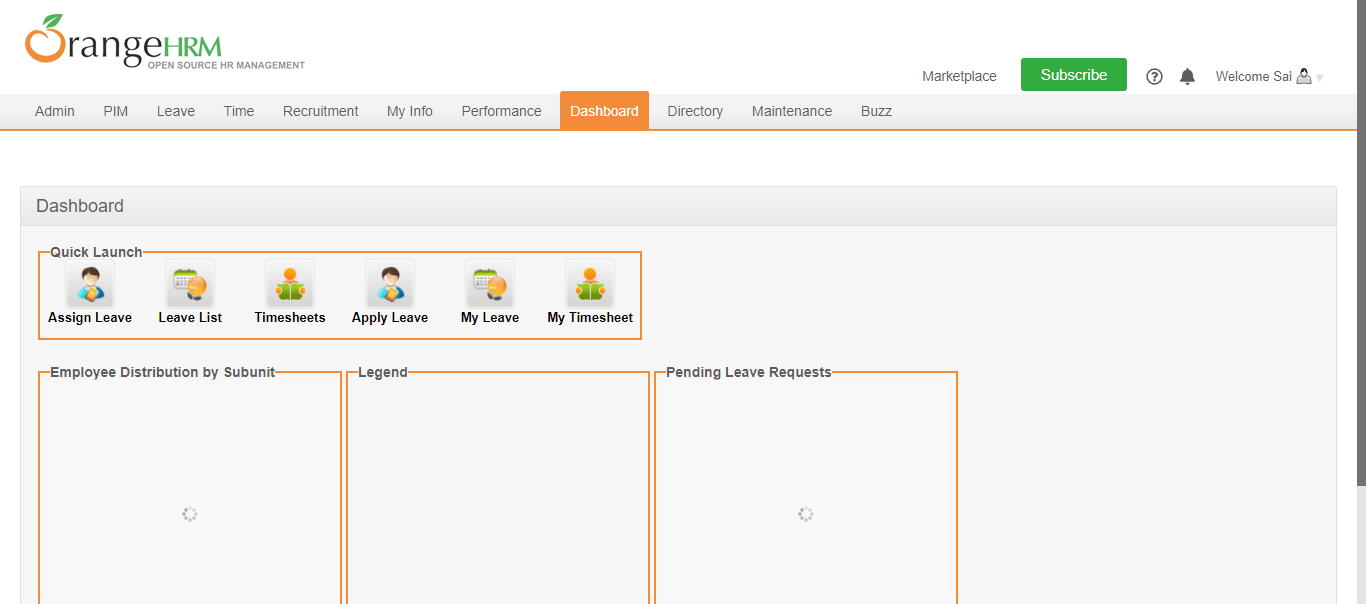 OrangeHRM
OPEN SOURCE HR MANAGEMENT
Marketplace Subscribe ? Welcome Sai
Admin PIM Leave Time Recruitment My Info Performance Dashboard Directory Maintenance Buzz
Dashboard
Quick Launch
Assign Leave Leave List Timesheets Apply Leave My Leave My Timesheet
Employee Distribution by Subunit Legend Pending Leave Requests